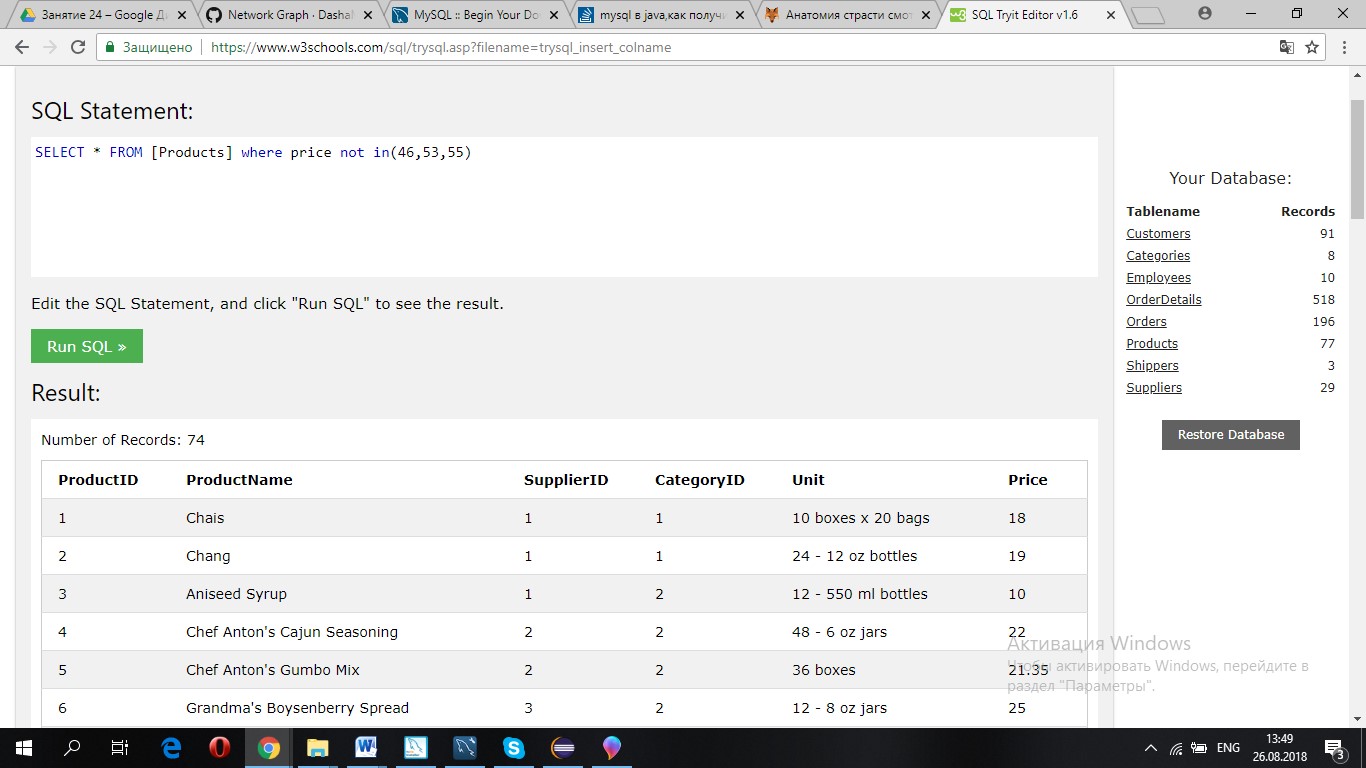 Занятие 24 – Google Ди
Network Graph · Dashal
MySQL :: Begin Your Do
mysql в java,как получи
Анатомия страсти смот
SQL Tryit Editor v1.6
Защищено
https://www.w3schools.com/sql/trysql.asp?filename=trysql_insert_colname
SQL Statement:
SELECT * FROM [Products] where price not in(46,53,55)
Edit the SQL Statement, and click "Run SQL" to see the result.
Run SQL »
Result:
Number of Records: 74
ProductID ProductName SupplierID CategoryID Unit Price
1 Chais 1 1 10 boxes x 20 bags 18
2 Chang 1 1 24 - 12 oz bottles 19
3 Aniseed Syrup 1 2 12 - 550 ml bottles 10
4 Chef Anton's Cajun Seasoning 2 2 48 - 6 oz jars 22
5 Chef Anton's Gumbo Mix 2 2 36 boxes 21.35
6 Grandma's Boysenberry Spread 3 2 12 - 8 oz jars 25
Your Database:
Tablename Records
Customers 91
Categories 8
Employees 10
OrderDetails 518
Orders 196
Products 77
Shippers 3
Suppliers 29
Restore Database
Активация Windows
Чтобы активировать Windows, перейдите в
раздел "Параметры".
ENG
13:49
26.08.2018
3